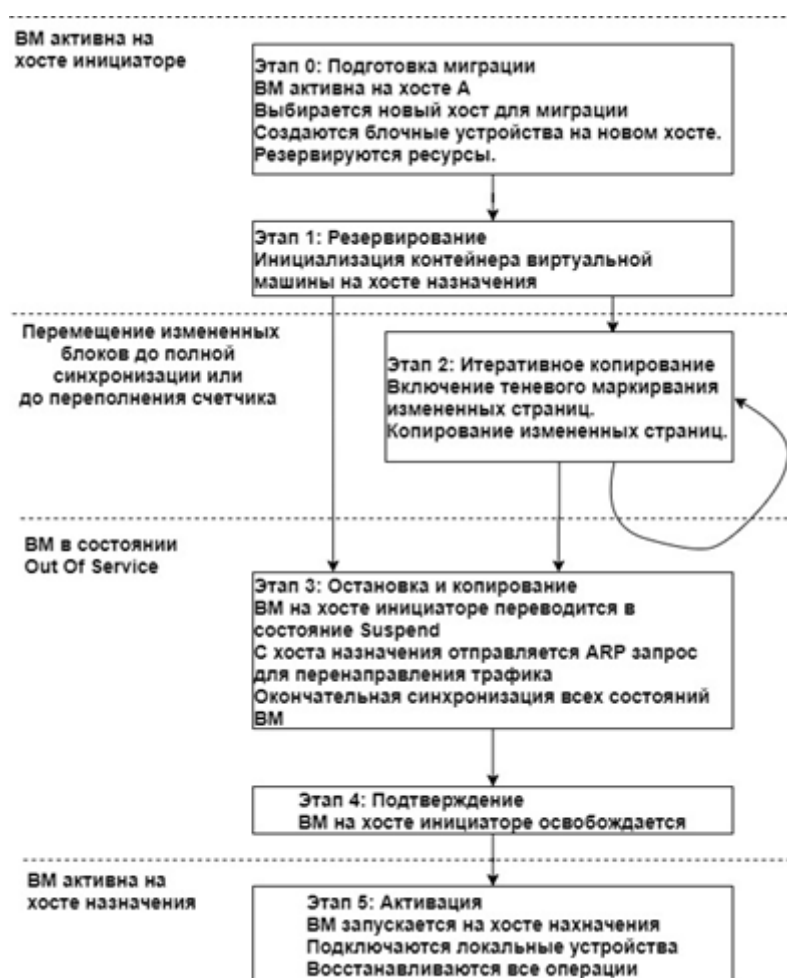 ВМ активна на
хосте инициаторе
Этап 0: Подготовка миграции
ВМ активна на хосте А
Выбирается новый хост для миграции
Создаются блочные устройства на новом хосте.
Резервируются ресурсы.
Этап 1: Резервирование
Инициализация контейнера виртуальной
машины на хосте назначения
Перемещение измененных
блоков до полной
синхронизации или
до переполнения счетчика
Этап 2: Итеративное копирование
Включение теневого маркирвания
измененных страниц.
Копирование измененных страниц.
ВМ в состоянии
Out Of Service
Этап 3: Остановка и копирование
ВМ на хосте инициаторе переводится в
состояние Suspend
С хоста назначения отправляется ARP запрос
для перенаправления трафика
Окончательная синхронизация всех состояний
ВМ
Этап 4: Подтверждение
ВМ на хосте инициаторе освобождается
ВМ активна на
хосте назначения
Этап 5: Активация
ВМ запускается на хосте нахначения
Подключаются локальные устройства
Восстанавливаются все операции